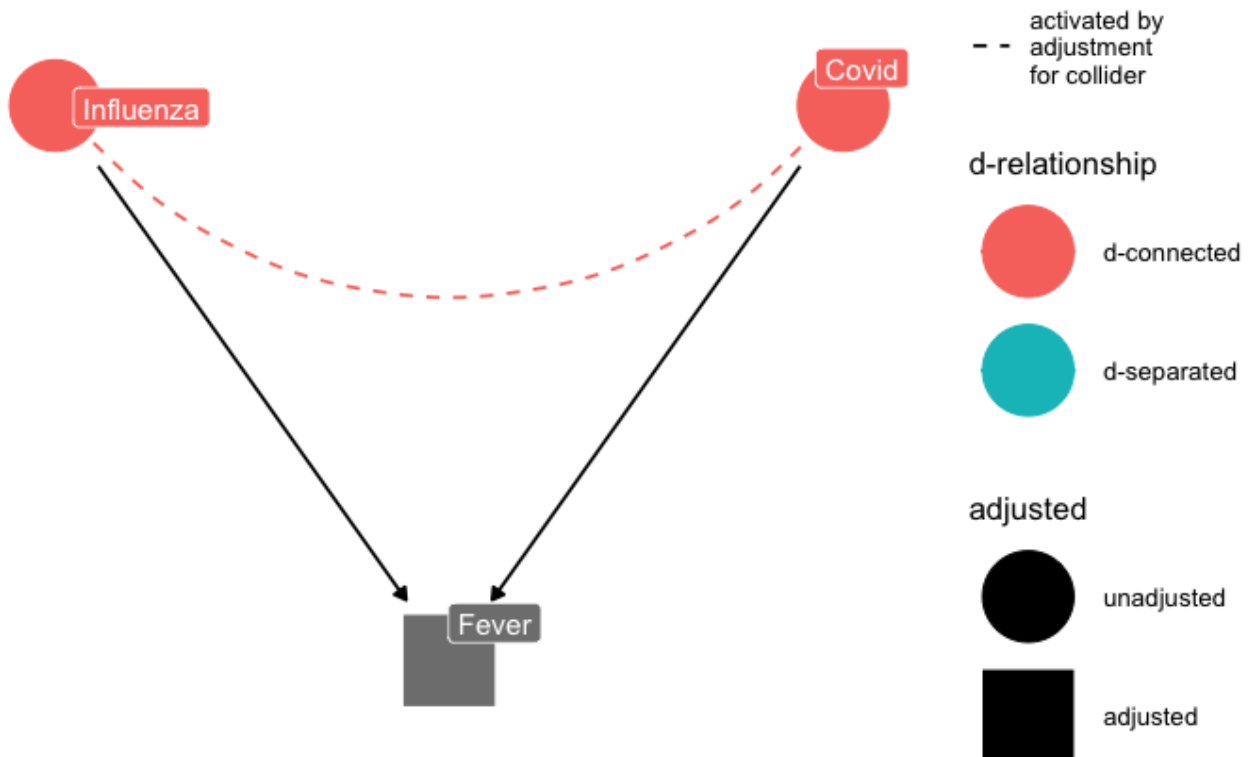 activated by
adjustment
for collider
Influenza
Covid
d-relationship
d-connected
d-separated
adjusted
unadjusted
Fever
adjusted